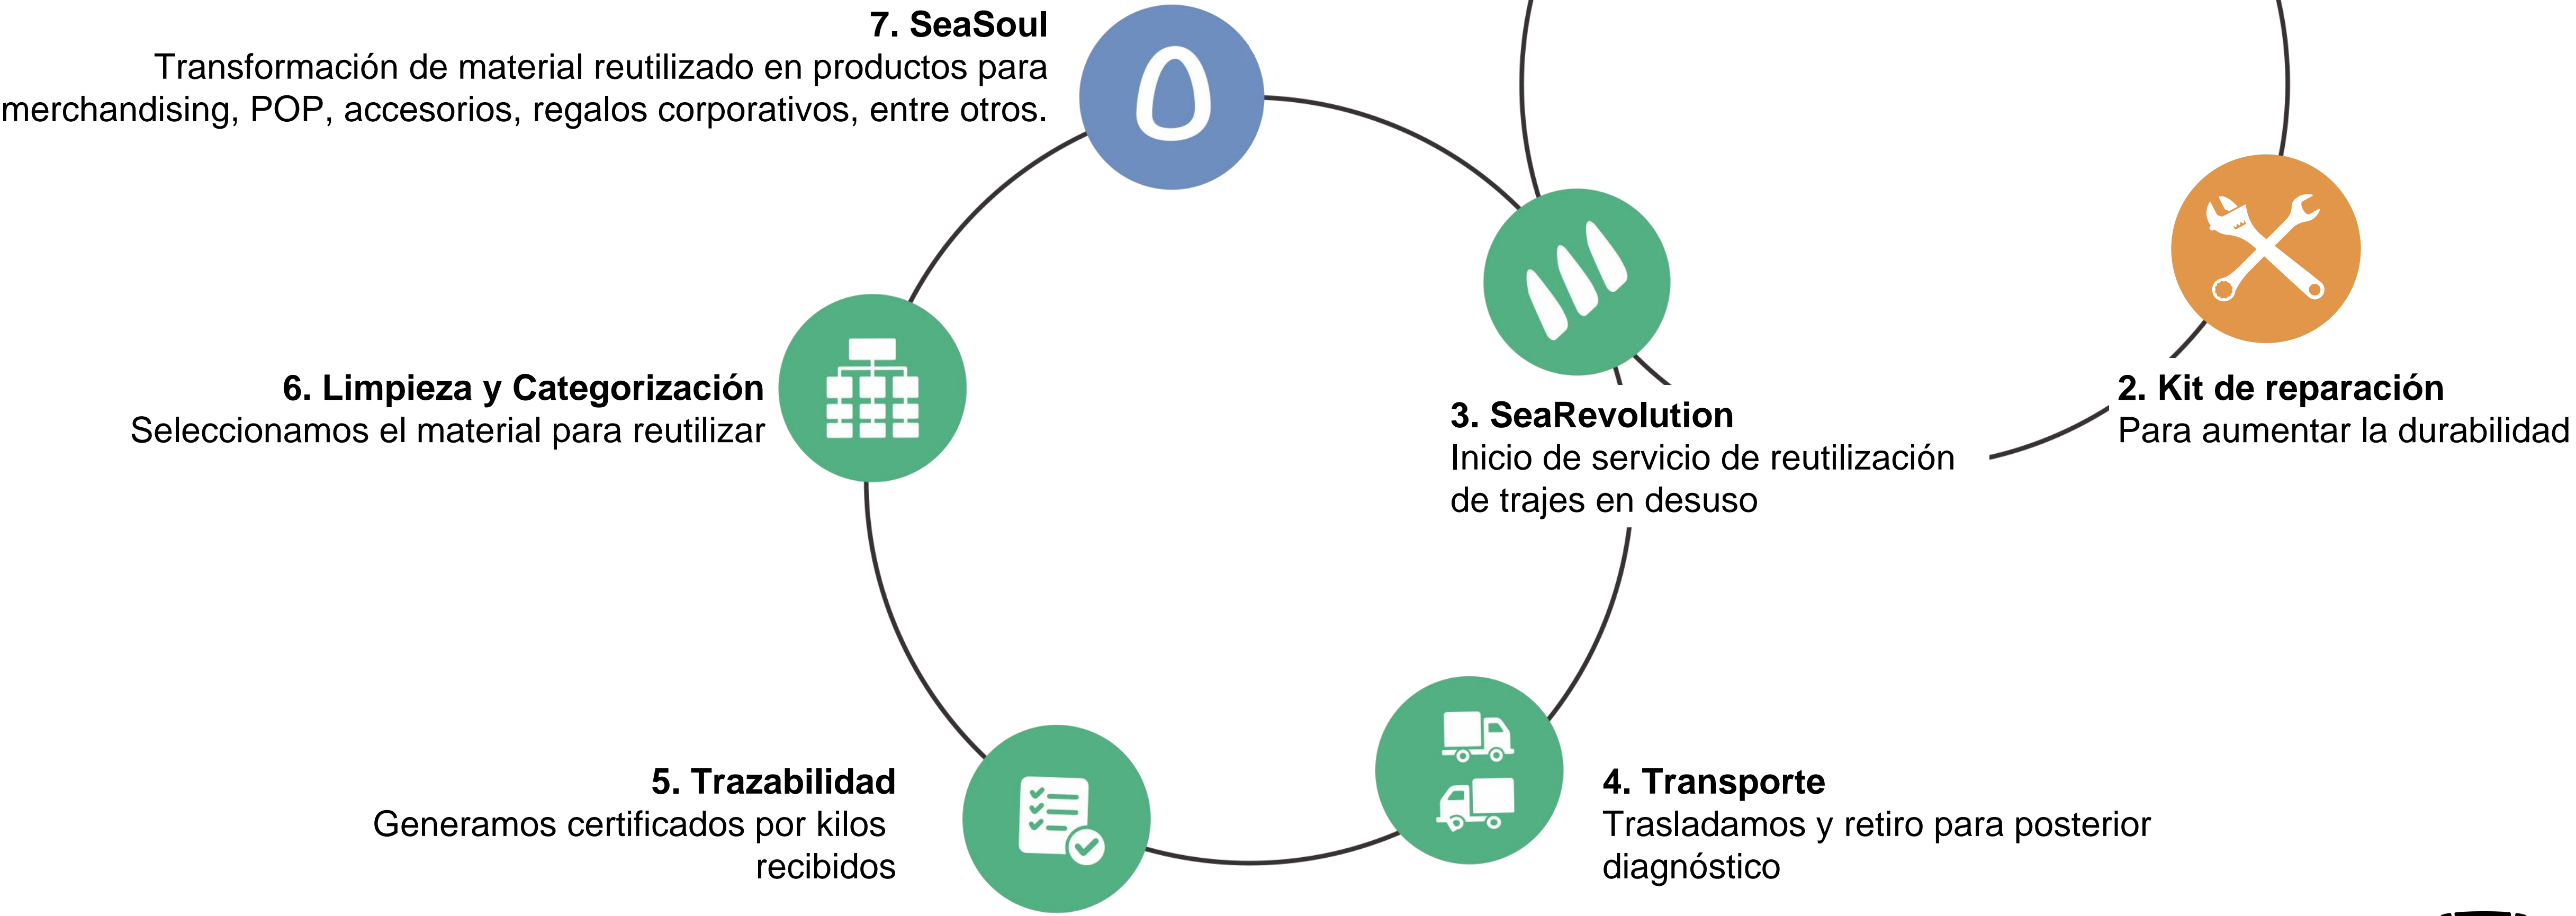 7. SeaSoul
Transformación de material reutilizado en productos para
merchandising, POP, accesorios, regalos corporativos, entre otros.
2. Kit de reparación
Para aumentar la durabilidad
3. SeaRevolution
Inicio de servicio de reutilización
de trajes en desuso
6. Limpieza y Categorización
Seleccionamos el material para reutilizar
5. Trazabilidad
Generamos certificados por kilos
recibidos
4. Transporte
Trasladamos y retiro para posterior
diagnóstico